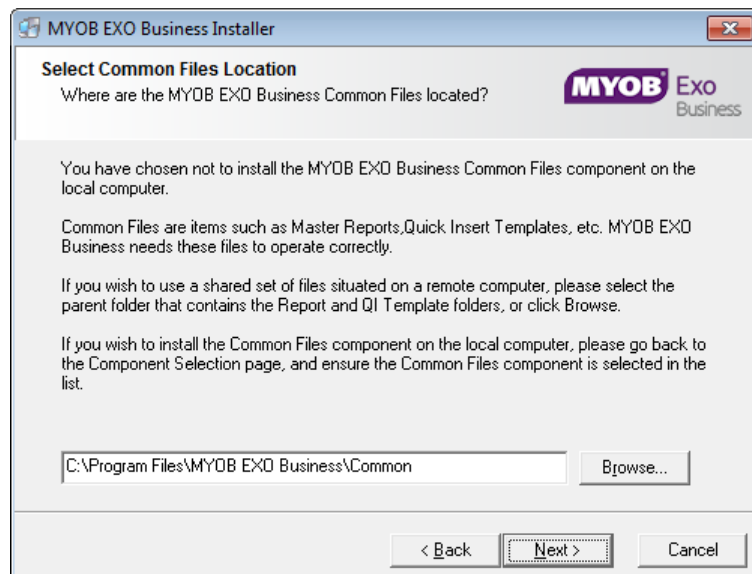 MYOB EXO Business Installer
Select Common Files Location
Where are the MYOB EXO Business Common Files located?
MYOB Exo
Business
You have chosen not to install the MYOB EXO Business Common Files component on the
local computer.
Common Files are items such as Master Reports,Quick Insert Templates, etc. MYOB EXO
Business needs these files to operate correctly.
If you wish to use a shared set of files situated on a remote computer, please select the
parent folder that contains the Report and QI Template folders, or click Browse.
If you wish to install the Common Files component on the local computer, please go back to
the Component Selection page, and ensure the Common Files component is selected in the
list.
C:\Program Files\MYOB EXO Business\Common
Browse...
< Back
Next >
Cancel